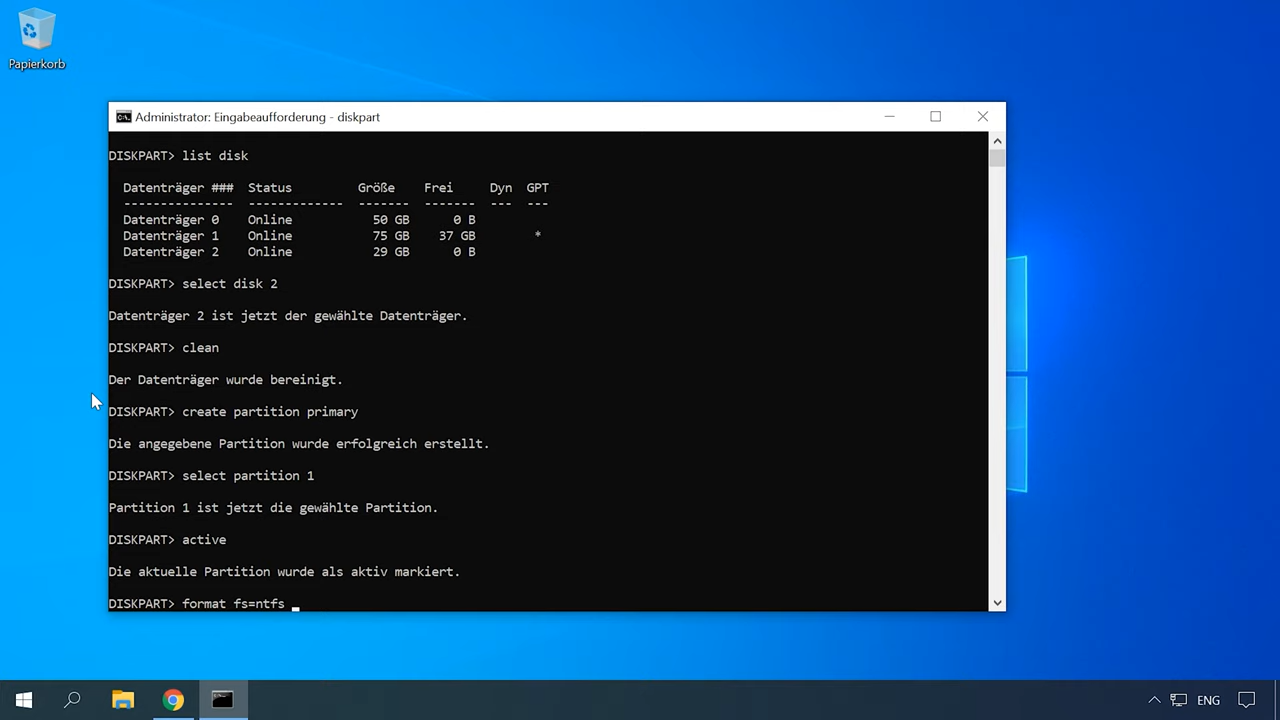 Papierkorb
Administrator: Eingabeaufforderung - diskpart
DISKPART> list disk
Datenträger ### Status Größe Frei Dyn GPT
--------------- ------------- ------- ------- --- ---
Datenträger 0 Online 50 GB 0 B
Datenträger 1 Online 75 GB 37 GB *
Datenträger 2 Online 29 GB 0 B
DISKPART> select disk 2
Datenträger 2 ist jetzt der gewählte Datenträger.
DISKPART> clean
Der Datenträger wurde bereinigt.
DISKPART> create partition primary
Die angegebene Partition wurde erfolgreich erstellt.
DISKPART> select partition 1
Partition 1 ist jetzt die gewählte Partition.
DISKPART> active
Die aktuelle Partition wurde als aktiv markiert.
DISKPART> format fs=ntfs _
ENG